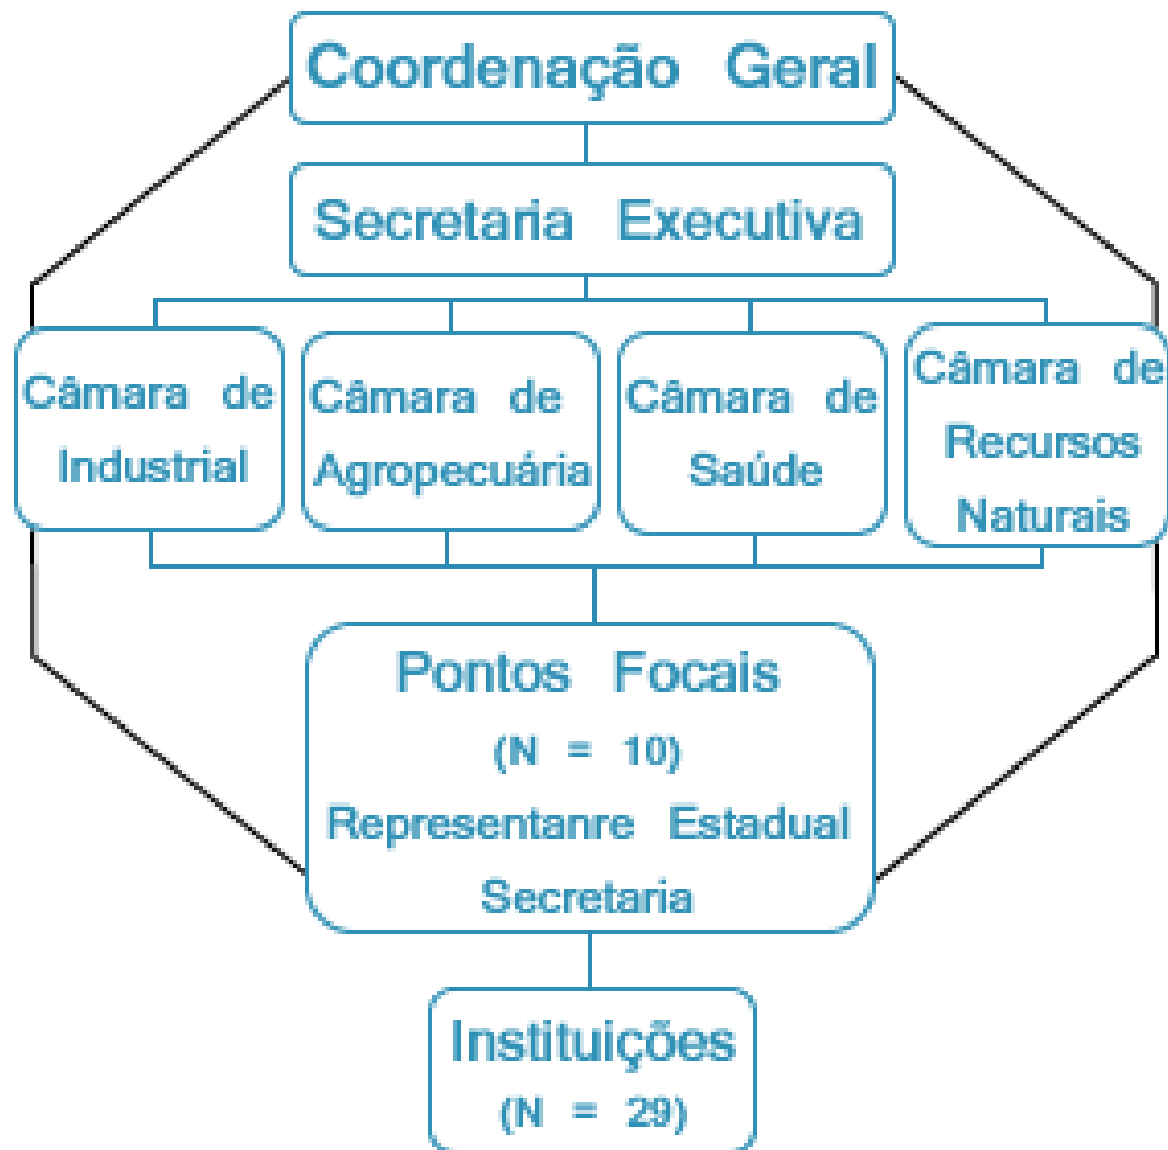 Coordenação Geral
Secretaria Executiva
Câmara de
Industrial
Câmara de
Agropecuária
Câmara de
Saúde
Câmara de
Recursos
Naturais
Pontos Focais
(N = 10)
Representanre Estadual
Secretaria
Instituições
(N = 29)